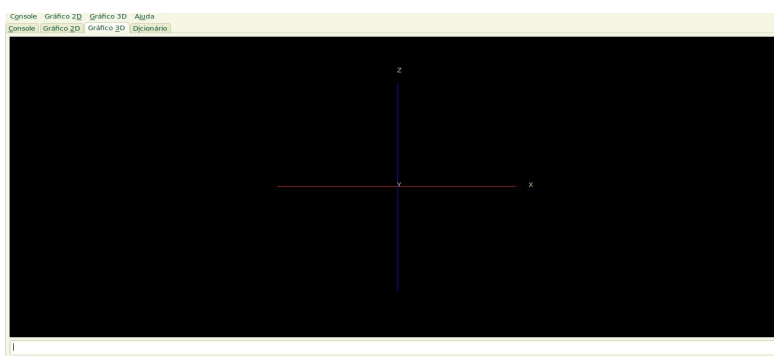 Console Gráfico 2D Gráfico 3D Ajuda
Console Gráfico 2D Gráfico 3D Dicionário
Z
Y X